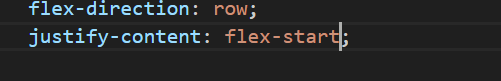 flex-direction: row;
justify-content: flex-start;